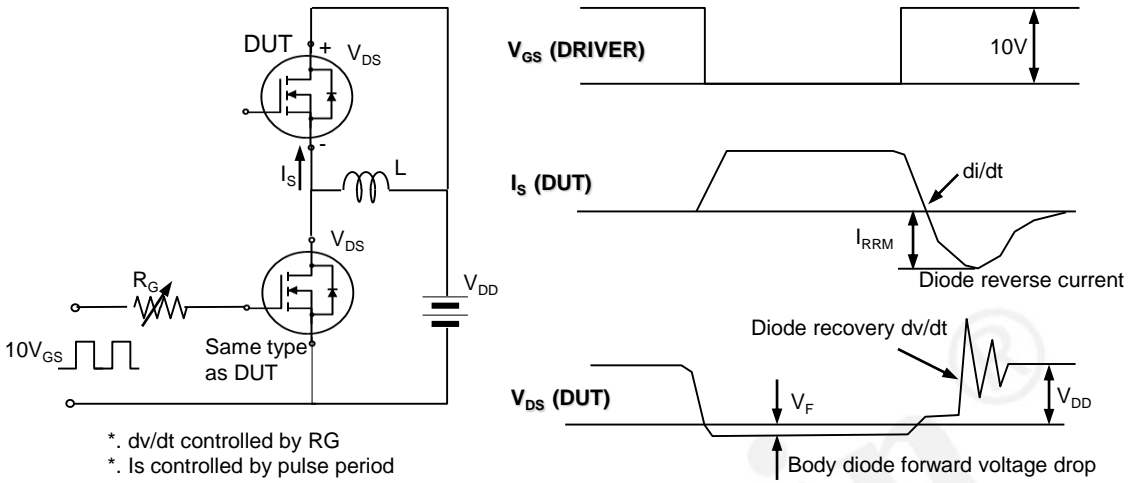 DUT
+
V_DS
-
I_S
L
V_DS
R_G
V_DD
10V_GS
Same type
as DUT
*. dv/dt controlled by RG
*. Is controlled by pulse period
V_GS (DRIVER)
10V
I_S (DUT)
di/dt
I_RRM
Diode reverse current
Diode recovery dv/dt
V_DS (DUT)
V_F
V_DD
Body diode forward voltage drop